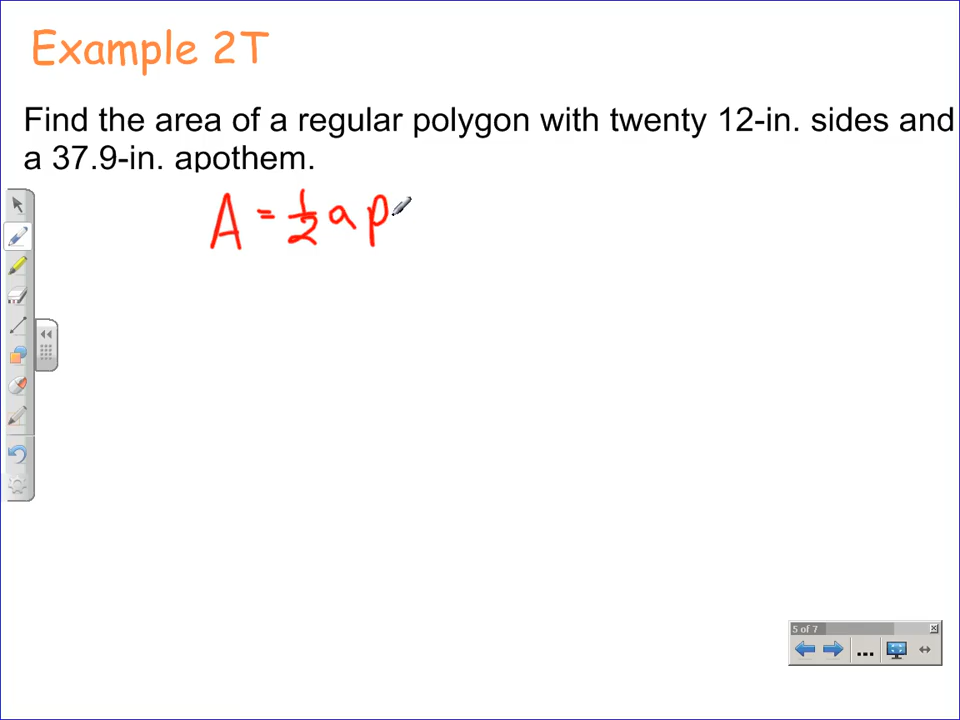 Example 2T
Find the area of a regular polygon with twenty 12-in. sides and
a 37.9-in. apothem.
A = 1/2 a p
5 of 7
...